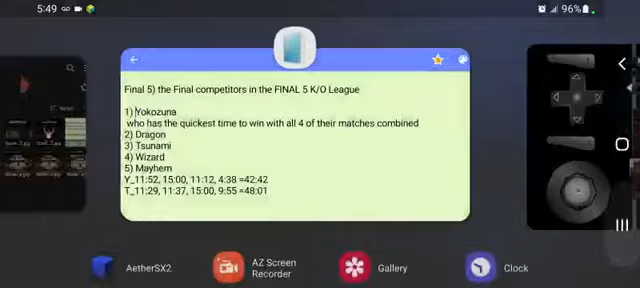 5:49
96%
Final 5) the Final competitors in the FINAL 5 K/O League
1) Yokozuna
who has the quickest time to win with all 4 of their matches combined
2) Dragon
3) Tsunami
4) Wizard
5) Mayhem
Y_11:52, 15:00, 11:12, 4:38 =42:42
T_11:29, 11:37, 15:00, 9:55 =48:01
AetherSX2
AZ Screen
Recorder
Gallery
Clock